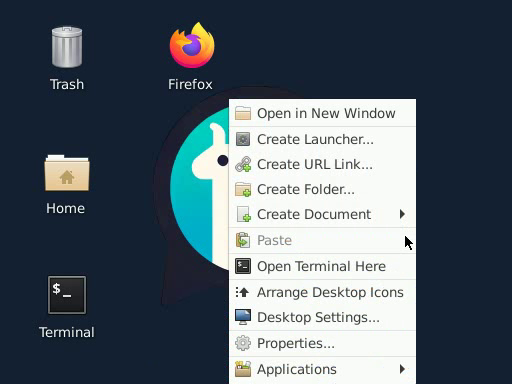 Trash
Firefox
Home
Terminal
Open in New Window
Create Launcher...
Create URL Link...
Create Folder...
Create Document
Paste
Open Terminal Here
Arrange Desktop Icons
Desktop Settings...
Properties...
Applications